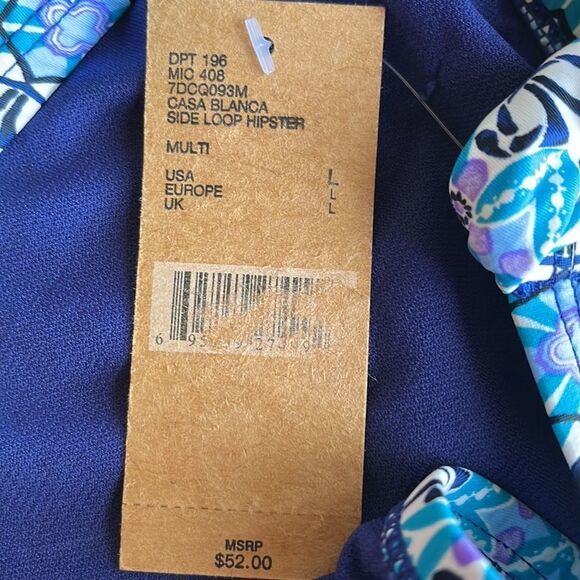 DPT 196
MIC 408
7DCQ093M
CASA BLANCA
SIDE LOOP HIPSTER
MULTI
USA L
EUROPE L
UK L
MSRP
$52.00